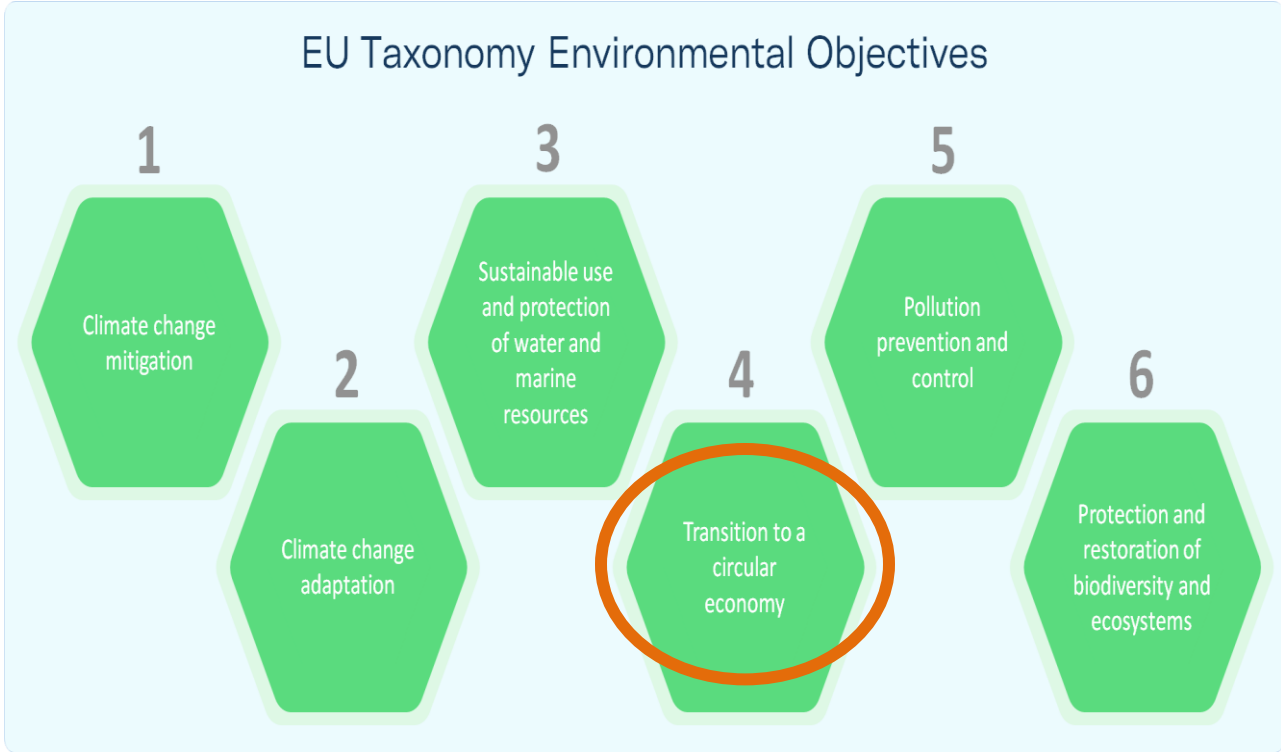 EU Taxonomy Environmental Objectives
1
Climate change
mitigation
2
Climate change
adaptation
3
Sustainable use
and protection
of water and
marine
resources
4
Transition to a
circular
economy
5
Pollution
prevention and
control
6
Protection and
restoration of
biodiversity and
ecosystems